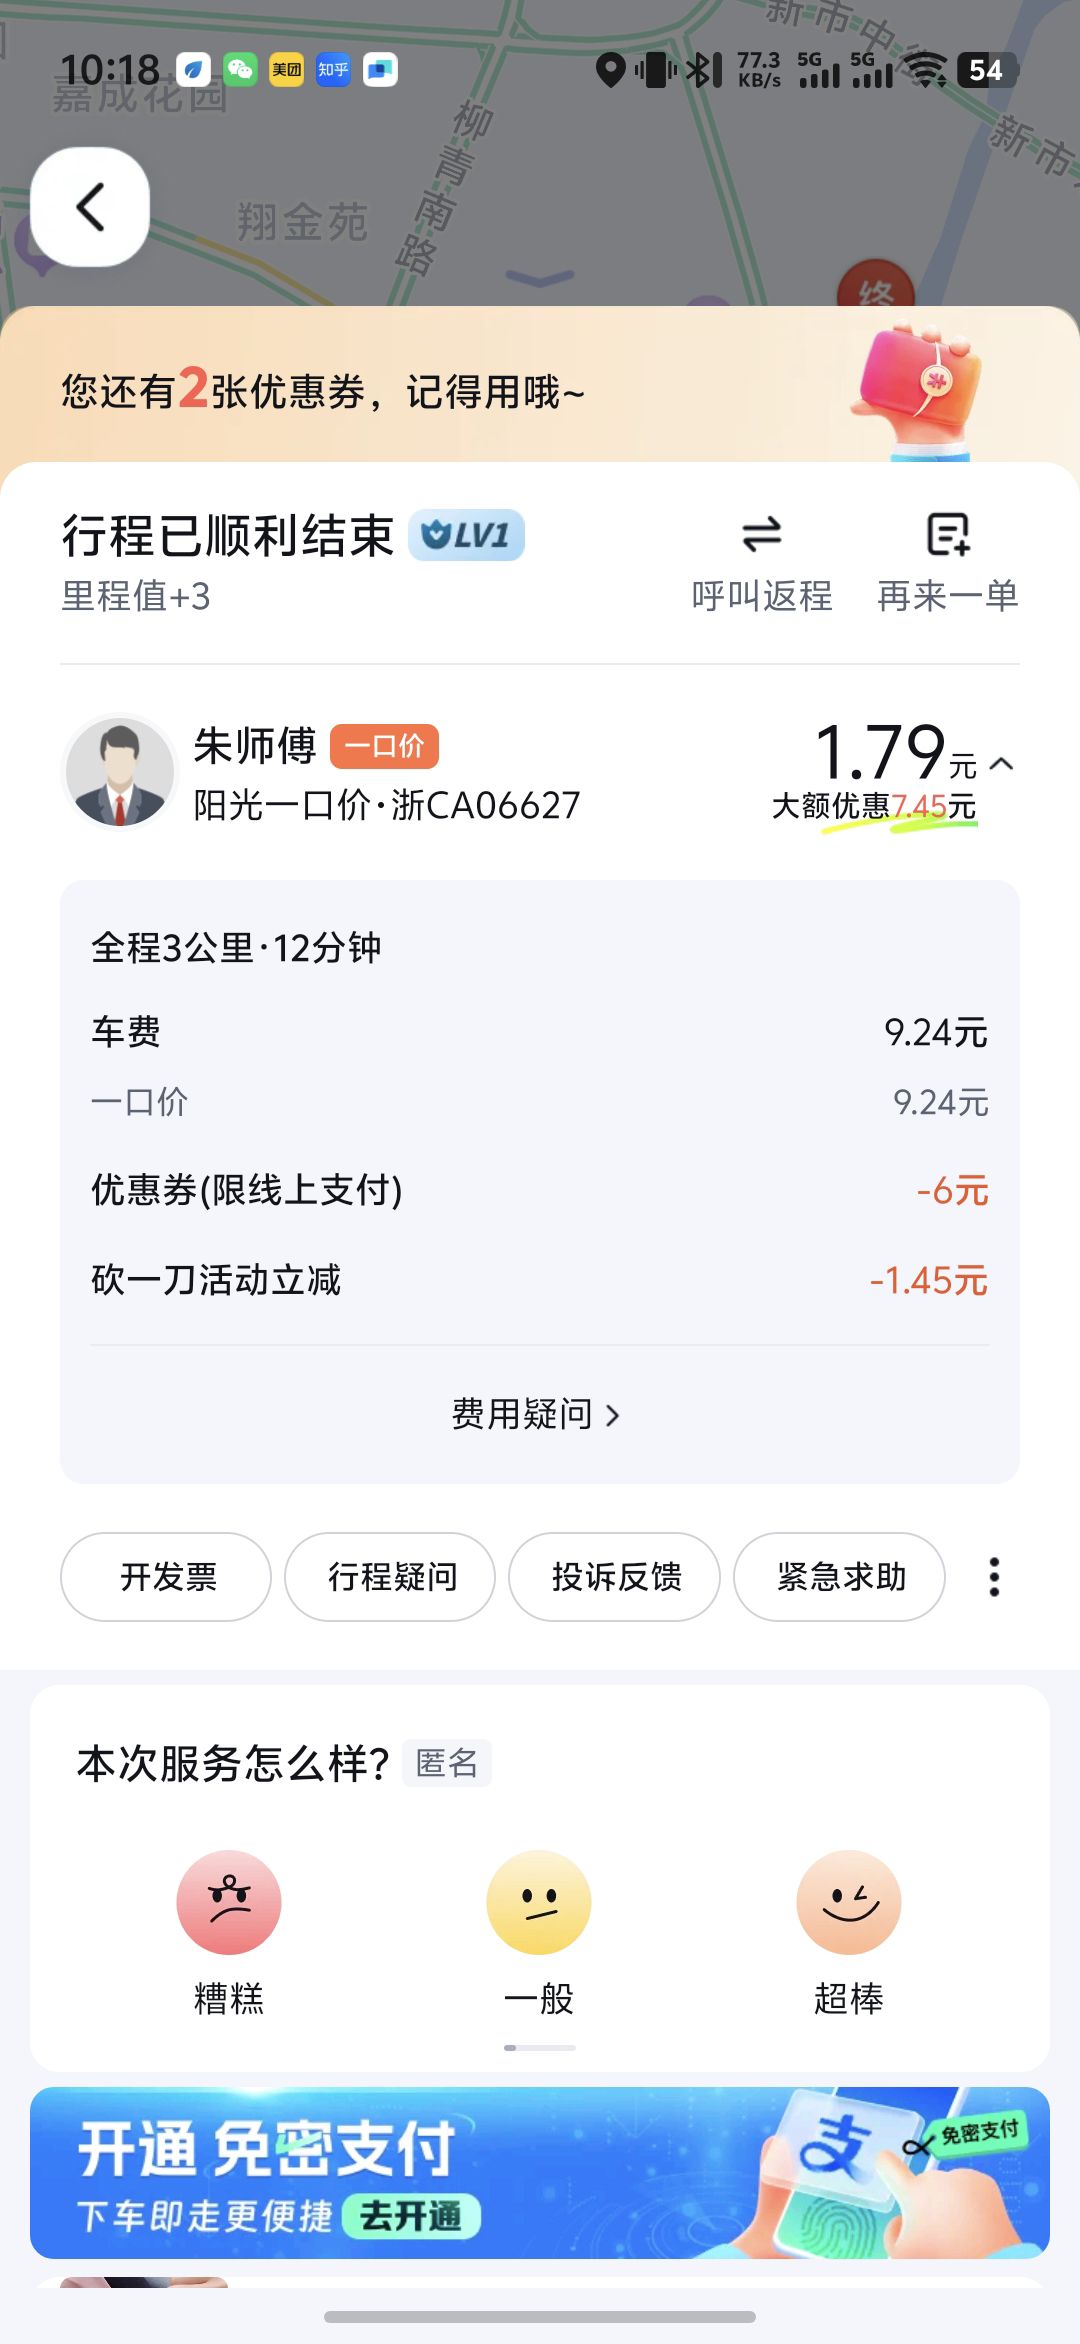 10:18
美团
知乎
77.3
KB/s
5G
5G
54
嘉成花园
柳青南路
翔金苑
新市中街
新市
终
您还有2张优惠券，记得用哦~
行程已顺利结束 LV1
里程值+3
呼叫返程
再来一单
朱师傅 一口价
1.79元
阳光一口价·浙CA06627
大额优惠7.45元
全程3公里·12分钟
车费 9.24元
一口价 9.24元
优惠券(限线上支付) -6元
砍一刀活动立减 -1.45元
费用疑问
开发票
行程疑问
投诉反馈
紧急求助
本次服务怎么样? 匿名
糟糕
一般
超棒
开通 免密支付
下车即走更便捷 去开通
支
免密支付